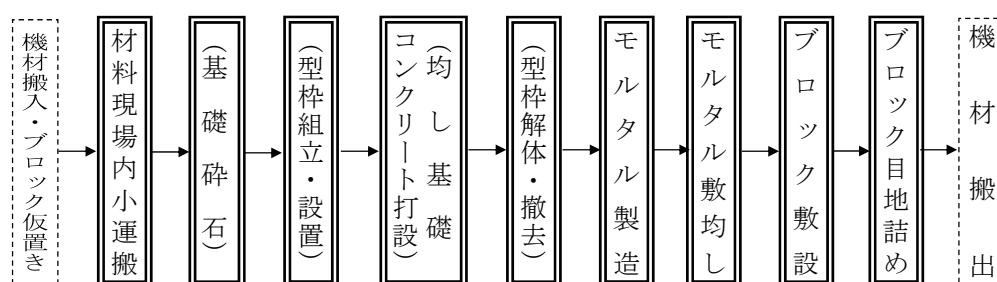 機材搬入・ブロック仮置き
材料現場内小運搬
(基礎砕石)
(型枠組立・設置)
(均し基礎
コンクリート打設)
(型枠解体・撤去)
モルタル製造
モルタル敷均し
ブロック敷設
ブロック目地詰め
機材搬出